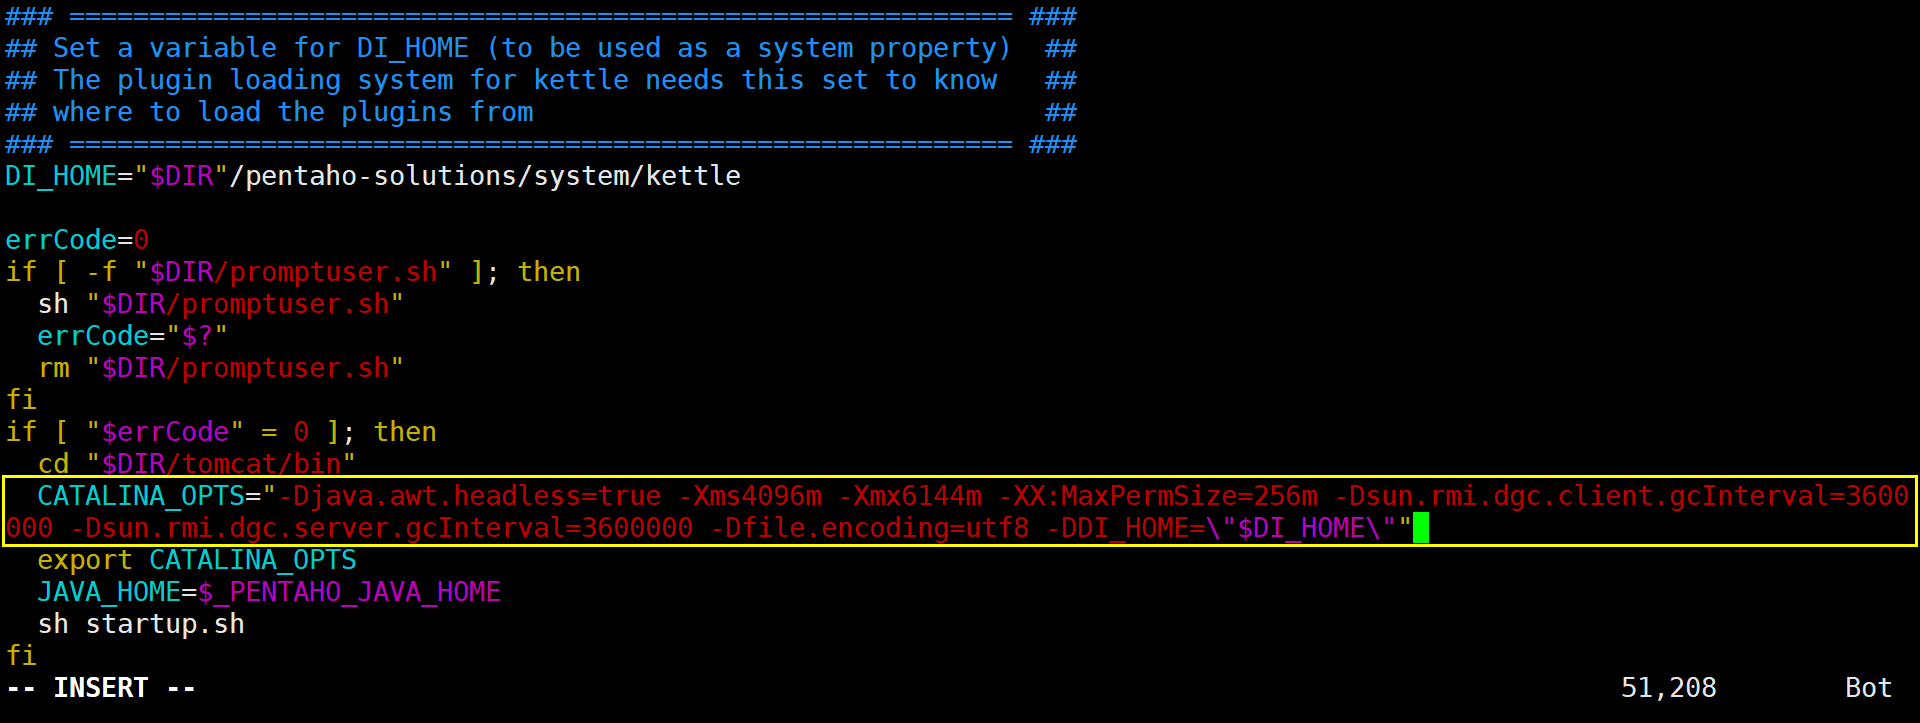 ### =========================================================== ###
## Set a variable for DI_HOME (to be used as a system property)  ##
## The plugin loading system for kettle needs this set to know   ##
## where to load the plugins from                                ##
### =========================================================== ###
DI_HOME="$DIR"/pentaho-solutions/system/kettle

errCode=0
if [ -f "$DIR/promptuser.sh" ]; then
  sh "$DIR/promptuser.sh"
  errCode="$?"
  rm "$DIR/promptuser.sh"
fi
if [ "$errCode" = 0 ]; then
  cd "$DIR/tomcat/bin"
  CATALINA_OPTS="-Djava.awt.headless=true -Xms4096m -Xmx6144m -XX:MaxPermSize=256m -Dsun.rmi.dgc.client.gcInterval=3600
000 -Dsun.rmi.dgc.server.gcInterval=3600000 -Dfile.encoding=utf8 -DDI_HOME=\"$DI_HOME\""
  export CATALINA_OPTS
  JAVA_HOME=$_PENTAHO_JAVA_HOME
  sh startup.sh
fi
-- INSERT --                                                                                         51,208        Bot